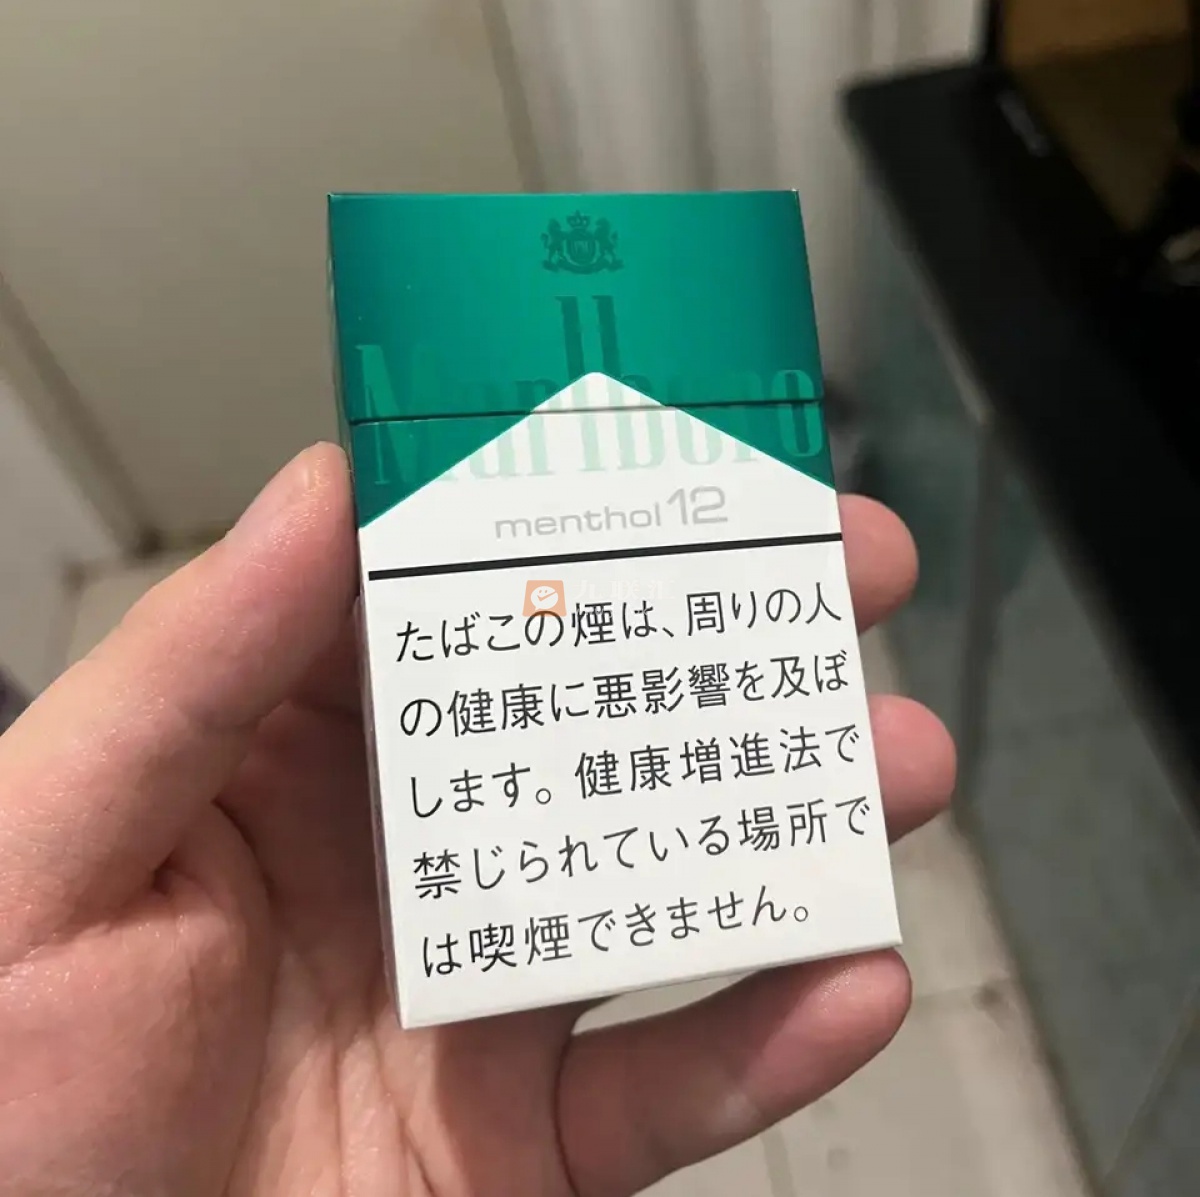 Marlboro
menthol 12
たばこの煙は、周りの人
の健康に悪影響を及ぼ
します。健康増進法で
禁じられている場所で
は喫煙できません。